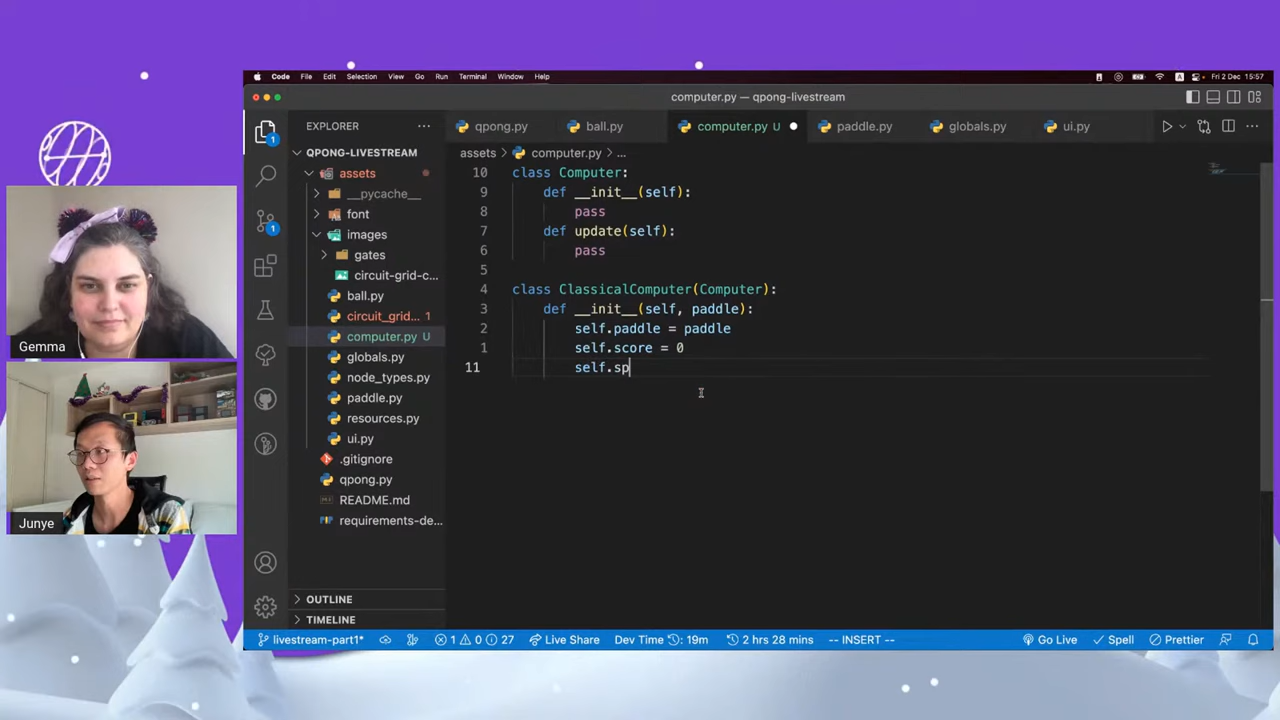 Code File Edit Selection View Go Run Terminal Window Help
A Fri 2 Dec 15:57
computer.py — qpong-livestream
EXPLORER
qpong.py ball.py computer.py U paddle.py globals.py ui.py
assets > computer.py > ...
QPONG-LIVESTREAM
assets
__pycache__
font
images
gates
circuit-grid-c...
ball.py
circuit_grid... 1
computer.py U
globals.py
node_types.py
paddle.py
resources.py
ui.py
.gitignore
qpong.py
README.md
requirements-de...
OUTLINE
TIMELINE
1
1
10 class Computer:
9 def __init__(self):
8 pass
7 def update(self):
6 pass
5
4 class ClassicalComputer(Computer):
3 def __init__(self, paddle):
2 self.paddle = paddle
1 self.score = 0
11 self.sp
Gemma
Junye
livestream-part1* 1 0 27 Live Share Dev Time : 19m 2 hrs 28 mins -- INSERT -- Go Live Spell Prettier